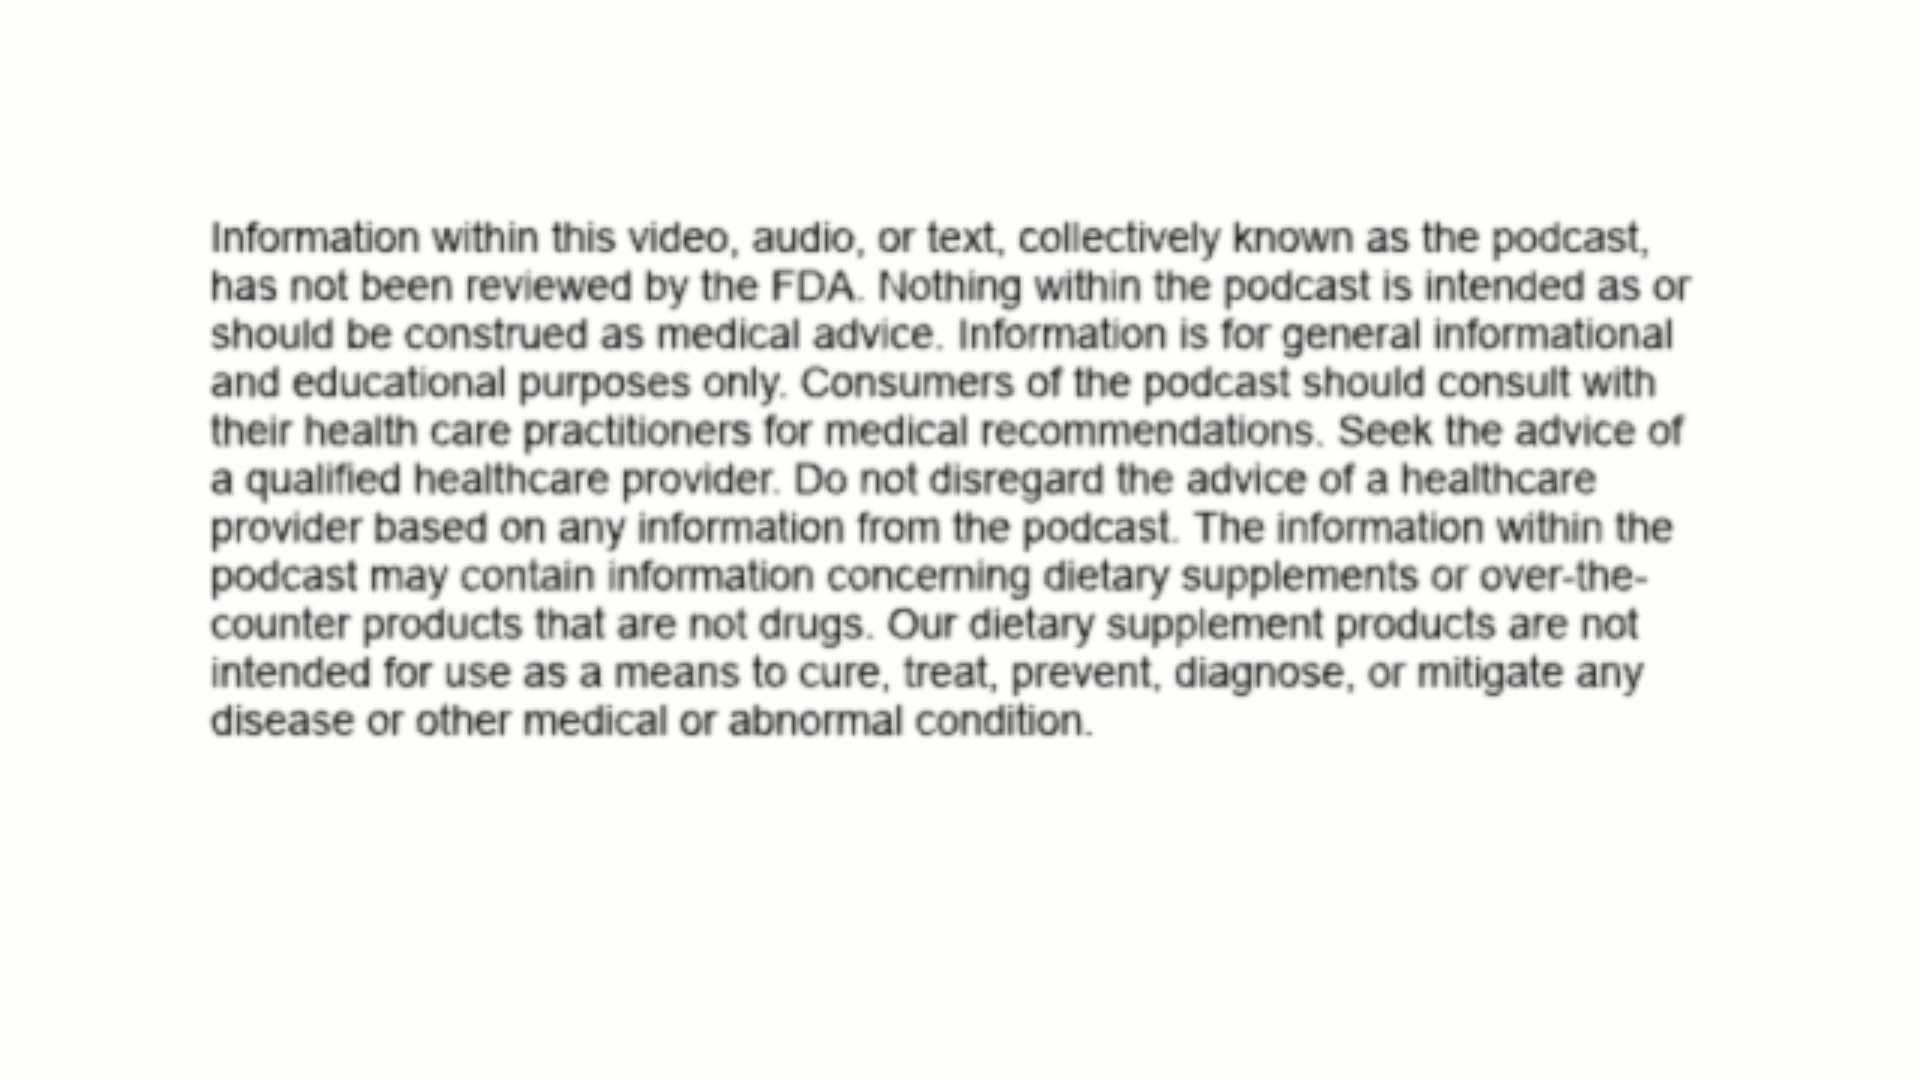 Information within this video, audio, or text, collectively known as the podcast,
has not been reviewed by the FDA. Nothing within the podcast is intended as or
should be construed as medical advice. Information is for general informational
and educational purposes only. Consumers of the podcast should consult with
their health care practitioners for medical recommendations. Seek the advice of
a qualified healthcare provider. Do not disregard the advice of a healthcare
provider based on any information from the podcast. The information within the
podcast may contain information concerning dietary supplements or over-the-
counter products that are not drugs. Our dietary supplement products are not
intended for use as a means to cure, treat, prevent, diagnose, or mitigate any
disease or other medical or abnormal condition.